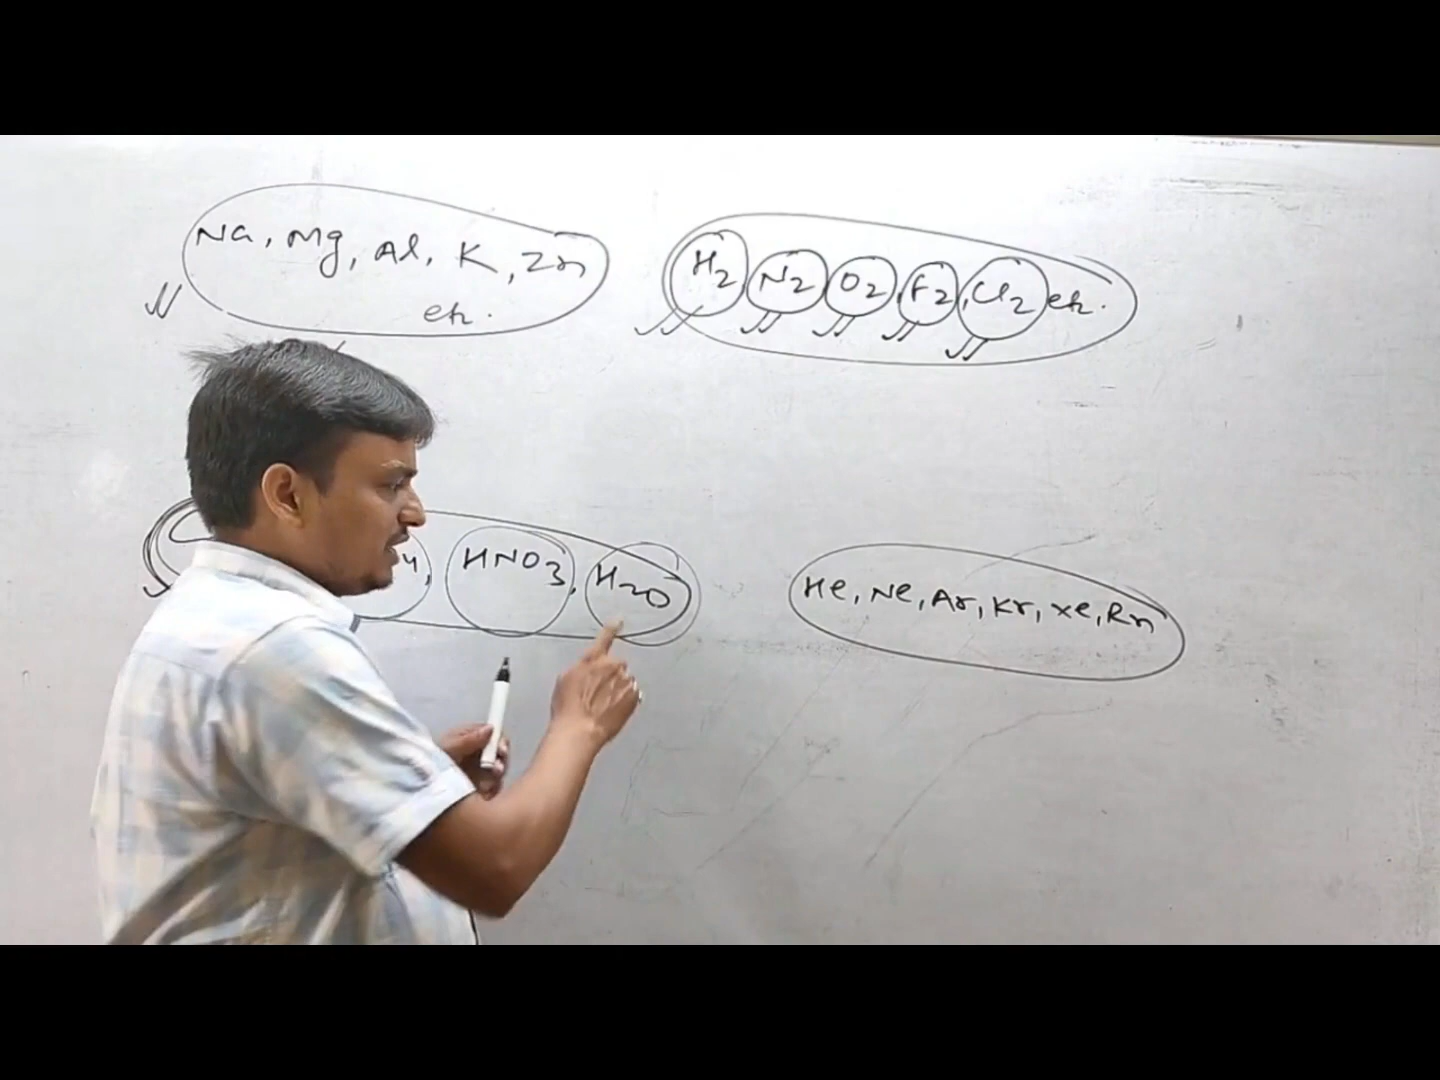 Na, Mg, Al, K, Zn
etc.
H2, N2, O2, F2, Cl2 etc.
4, HNO3, H2O
He, Ne, Ar, Kr, Xe, Rn